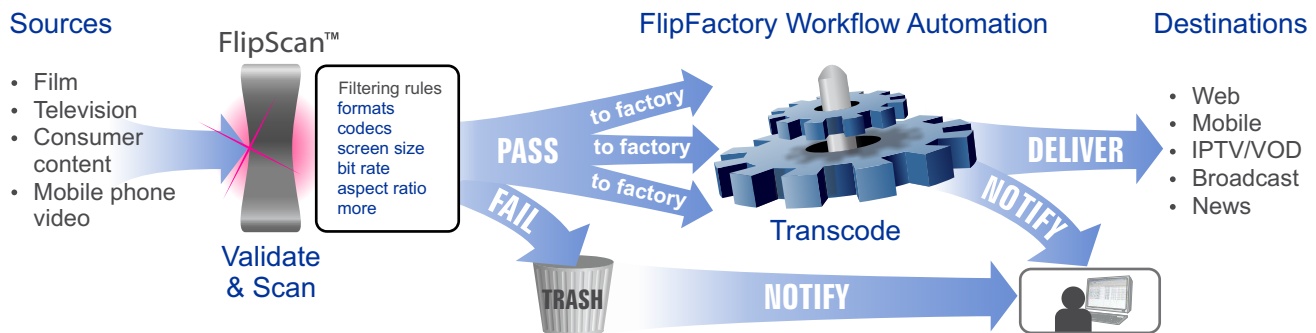 Sources
• Film
• Television
• Consumer
content
• Mobile phone
video
FlipScan™
Validate
& Scan
Filtering rules
formats
codecs
screen size
bit rate
aspect ratio
more
PASS
FAIL
to factory
to factory
to factory
TRASH
FlipFactory Workflow Automation
Transcode
DELIVER
NOTIFY
NOTIFY
Destinations
• Web
• Mobile
• IPTV/VOD
• Broadcast
• News